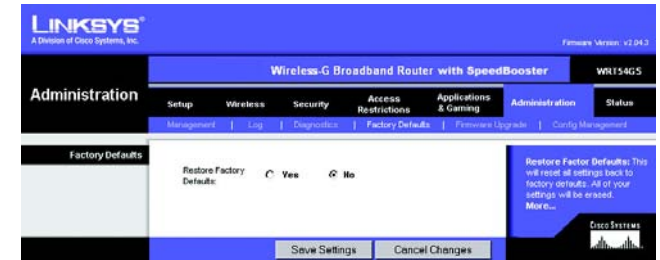 LINKSYS®
A Division of Cisco Systems, Inc.
Firmware Version: v2.04.3
Wireless-G Broadband Router with SpeedBooster
WRT54GS
Administration
Setup
Wireless
Security
Access Restrictions
Applications & Gaming
Administration
Status
Management | Log | Diagnostics | Factory Defaults | Firmware Upgrade | Config Management
Factory Defaults
Restore Factory
Defaults:
Yes
No
Restore Factor Defaults: This
will reset all settings back to
factory defaults. All of your
settings will be erased.
More...
CISCO SYSTEMS
Save Settings
Cancel Changes